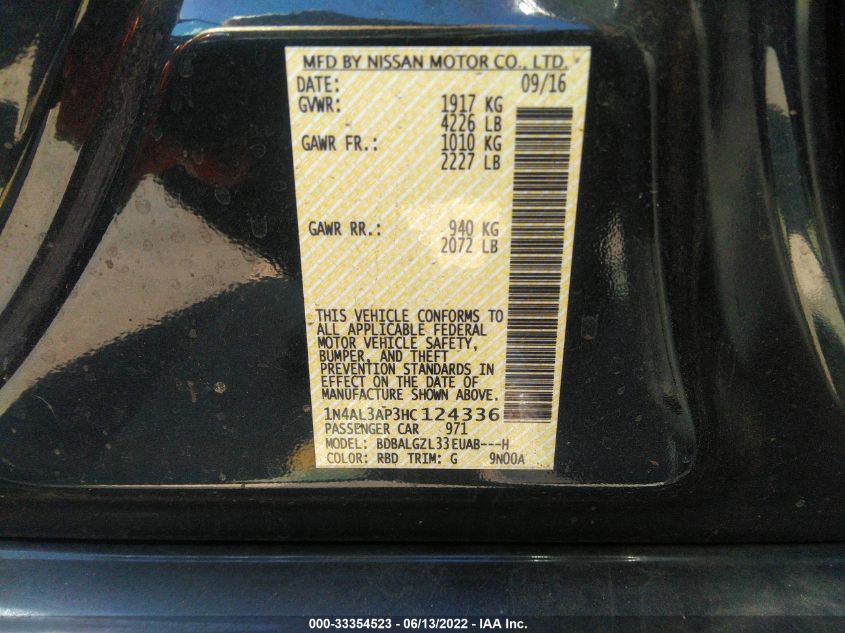 MFD BY NISSAN MOTOR CO., LTD.
DATE: 09/16
GVWR: 1917 KG
4226 LB
GAWR FR.: 1010 KG
2227 LB
GAWR RR.: 940 KG
2072 LB
THIS VEHICLE CONFORMS TO
ALL APPLICABLE FEDERAL
MOTOR VEHICLE SAFETY,
BUMPER, AND THEFT
PREVENTION STANDARDS IN
EFFECT ON THE DATE OF
MANUFACTURE SHOWN ABOVE.
1N4AL3AP3HC124336
PASSENGER CAR 971
MODEL: BDBALGZL33EUAB---H
COLOR: RBD TRIM: G 9N00A
000-33354523 - 06/13/2022 - IAA Inc.